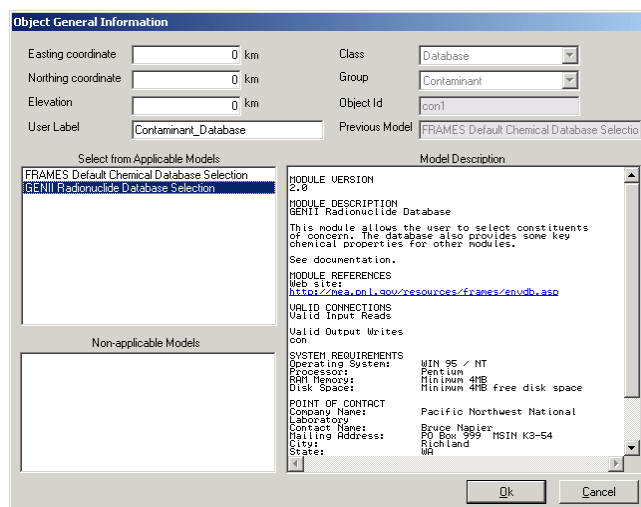 Object General Information
Easting coordinate 0 km Class Database
Northing coordinate 0 km Group Contaminant
Elevation 0 km Object Id con1
User Label Contaminant_Database Previous Model FRAMES Default Chemical Database Selectio
Select from Applicable Models
FRAMES Default Chemical Database Selection
GENII Radionuclide Database Selection
Non-applicable Models
Model Description
MODULE VERSION
2.0
MODULE DESCRIPTION
GENII Radionuclide Database
This module allows the user to select constituents
of concern. The database also provides some key
chemical properties for other modules.
See documentation.
MODULE REFERENCES
Web site:
http://mea.pnl.gov/resources/frames/envdb.asp
VALID CONNECTIONS
Valid Input Reads
Valid Output Writes
con
SYSTEM REQUIREMENTS
Operating System: WIN 95 / NT
Processor: Pentium
RAM Memory: Minimum 4MB
Disk Space: Minimum 4MB free disk space
POINT OF CONTACT
Company Name: Pacific Northwest National
Laboratory
Contact Name: Bruce Napier
Mailing Address: PO Box 999 MSIN K3-54
City: Richland
State: WA
Ok Cancel